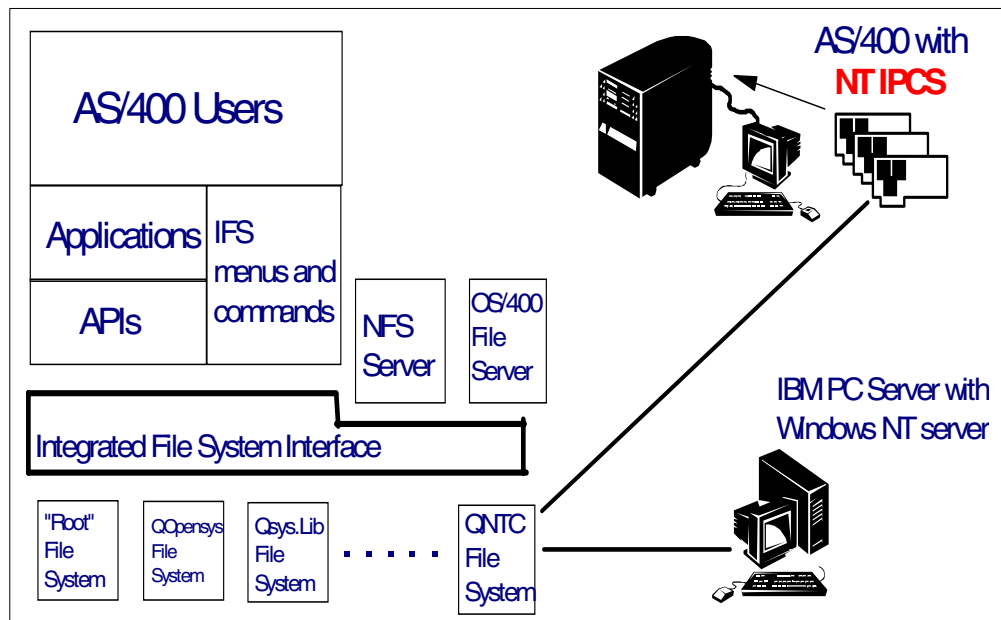 AS/400 Users
Applications
APIs
IFS
menus and
commands
NFS
Server
OS/400
File
Server
Integrated File System Interface
"Root"
File
System
QOpensys
File
System
Qsys.Lib
File
System
.....
QNTC
File
System
AS/400 with
NT IPCS
IBM PC Server with
Windows NT server